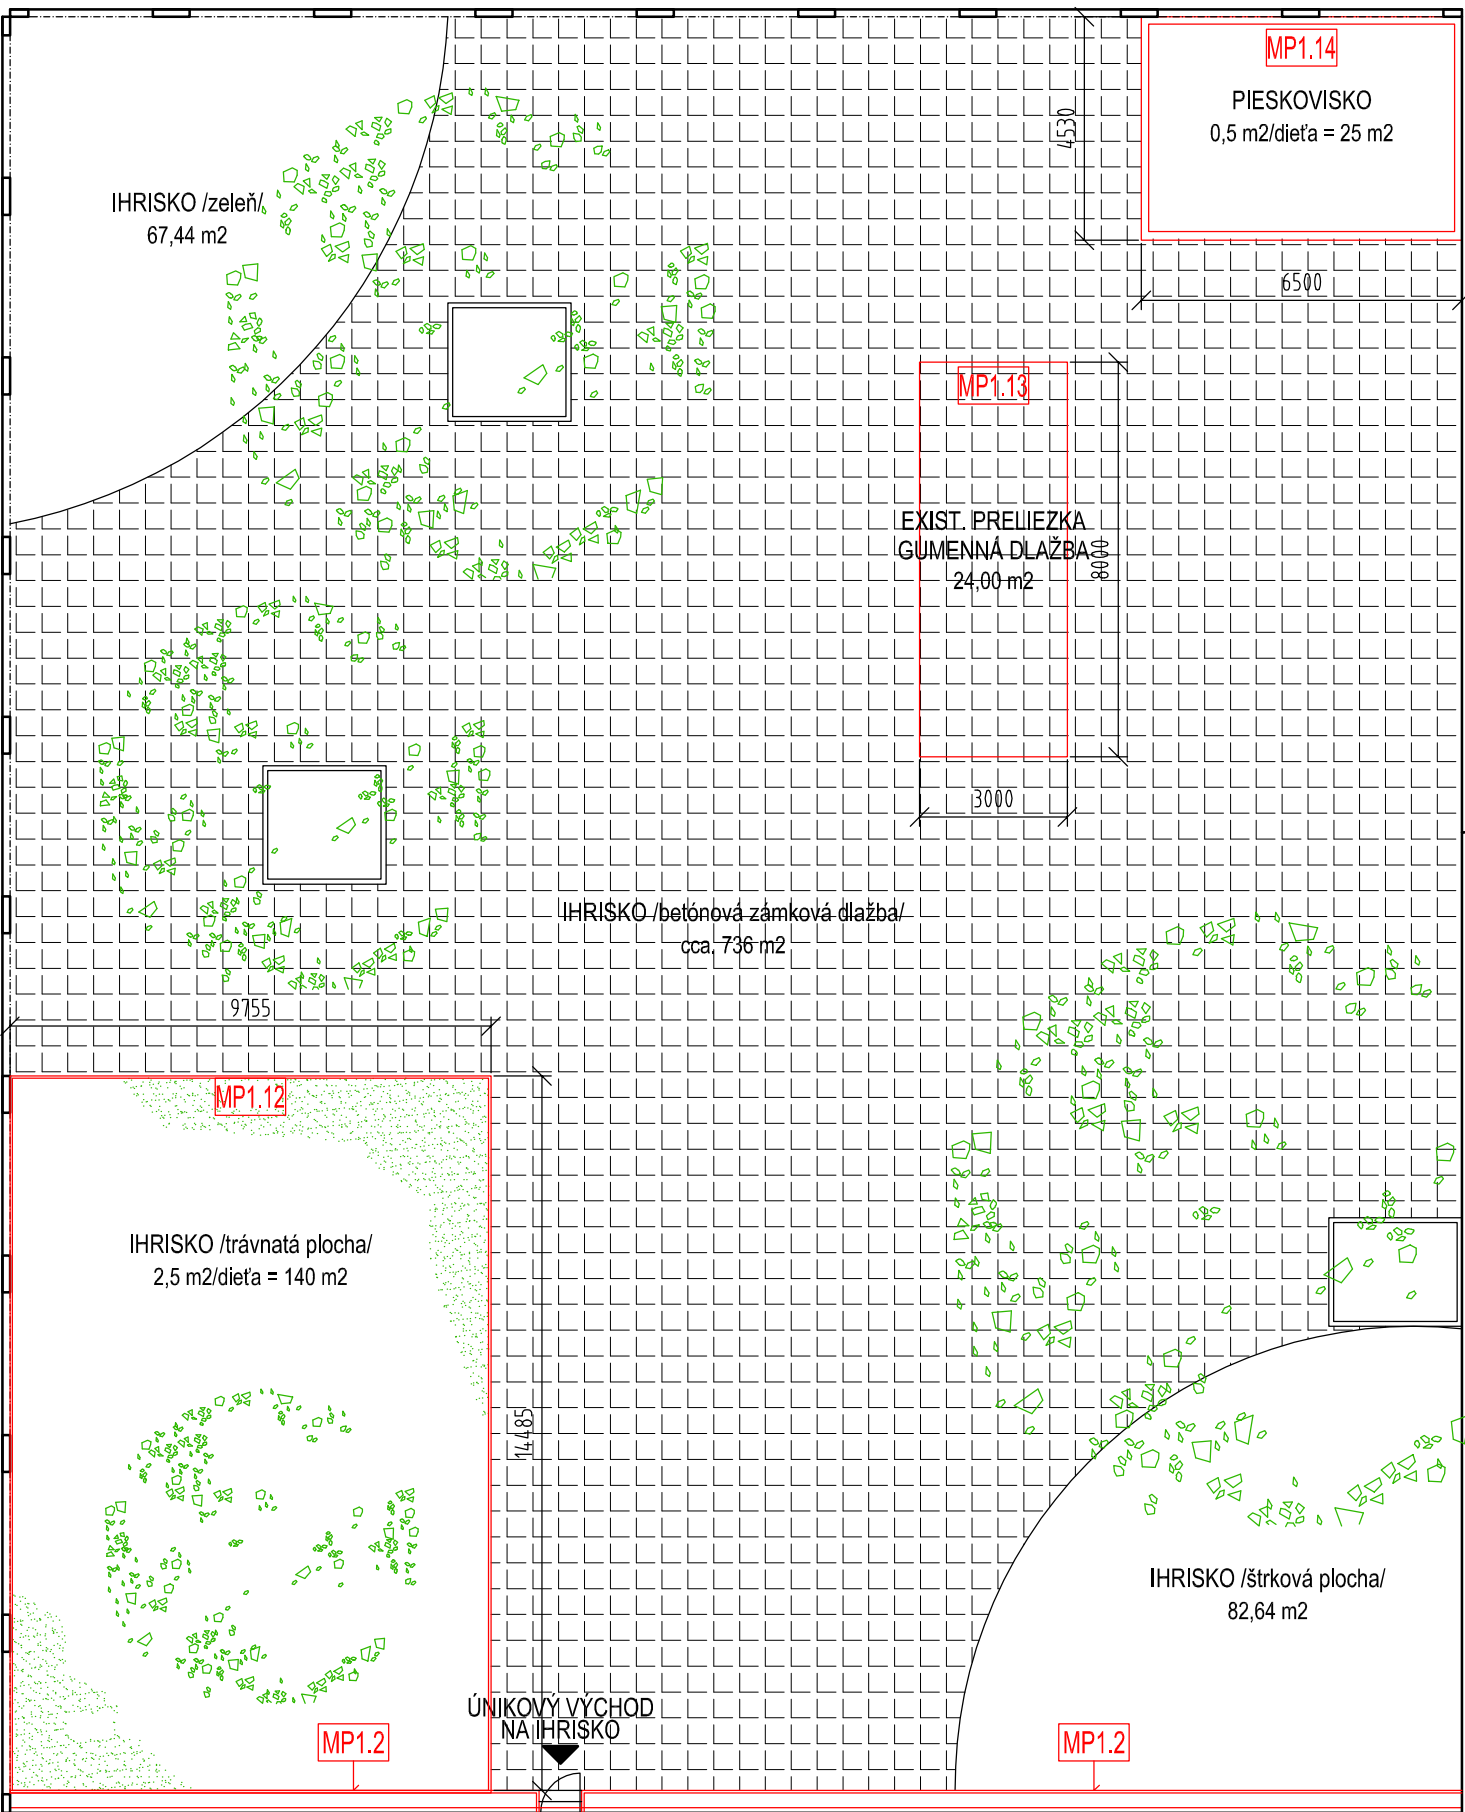 MP1.14
PIESKOVISKO
0,5 m2/dieťa = 25 m2
4530
IHRISKO /zeleň/
67,44 m2
6500
MP1.13
EXIST. PRELIEZKA
GUMENNÁ DLAŽBA
24,00 m2
8000
3000
IHRISKO /betónová zámková dlažba/
cca. 736 m2
9755
MP1.12
IHRISKO /trávnatá plocha/
2,5 m2/dieťa = 140 m2
14485
IHRISKO /štrková plocha/
82,64 m2
ÚNIKOVÝ VÝCHOD
NA IHRISKO
MP1.2
MP1.2